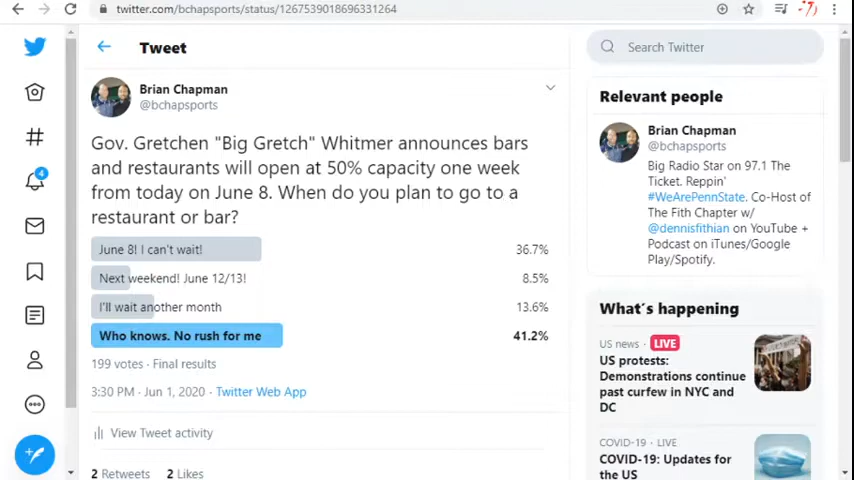 twitter.com/bchapsports/status/1267539018696331264
Tweet
Search Twitter
Brian Chapman
@bchapsports
Gov. Gretchen "Big Gretch" Whitmer announces bars
and restaurants will open at 50% capacity one week
from today on June 8. When do you plan to go to a
restaurant or bar?
June 8! I can't wait! 36.7%
Next weekend! June 12/13! 8.5%
I'll wait another month 13.6%
Who knows. No rush for me 41.2%
199 votes · Final results
3:30 PM · Jun 1, 2020 · Twitter Web App
View Tweet activity
2 Retweets 2 Likes
4
Relevant people
Brian Chapman
@bchapsports
Big Radio Star on 97.1 The
Ticket. Reppin'
#WeArePennState. Co-Host of
The Fith Chapter w/
@dennisfithian on YouTube +
Podcast on iTunes/Google
Play/Spotify.
What's happening
US news · LIVE
US protests:
Demonstrations continue
past curfew in NYC and
DC
COVID-19 · LIVE
COVID-19: Updates for
the US